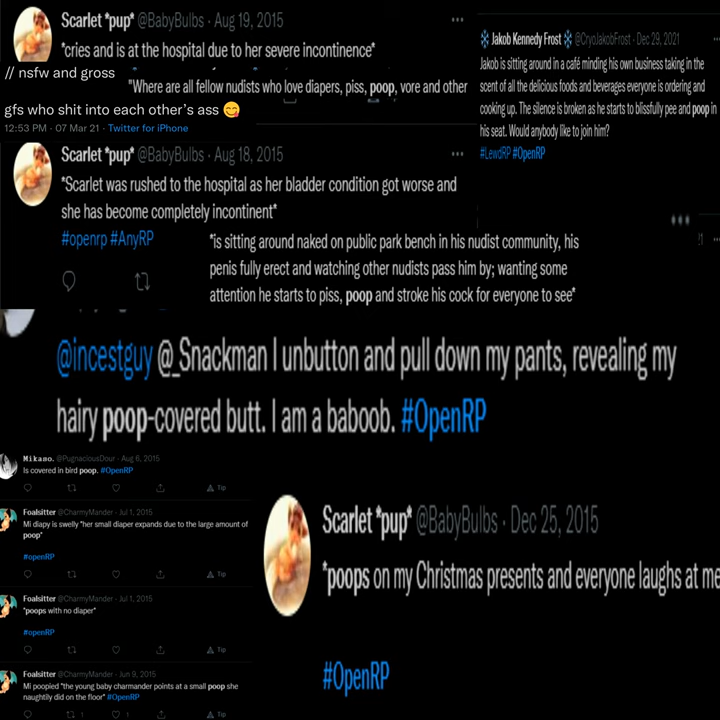 Scarlet *pup* @BabyBulbs · Aug 19, 2015
*cries and is at the hospital due to her severe incontinence*
// nsfw and gross
"Where are all fellow nudists who love diapers, piss, poop, vore and other
gfs who shit into each other's ass 😋
12:53 PM · 07 Mar 21 · Twitter for iPhone
Jakob Kennedy Frost @CryoJakobFrost · Dec 29, 2021
Jakob is sitting around in a café minding his own business taking in the
scent of all the delicious foods and beverages everyone is ordering and
cooking up. The silence is broken as he starts to blissfully pee and poop in
his seat. Would anybody like to join him?
#LewdRP #OpenRP
Scarlet *pup* @BabyBulbs · Aug 18, 2015
*Scarlet was rushed to the hospital as her bladder condition got worse and
she has become completely incontinent*
#openrp #AnyRP
*is sitting around naked on public park bench in his nudist community, his
penis fully erect and watching other nudists pass him by; wanting some
attention he starts to piss, poop and stroke his cock for everyone to see*
@incestguy @_Snackman I unbutton and pull down my pants, revealing my
hairy poop-covered butt. I am a baboob. #OpenRP
Mikaso. @PugnaciousDour · Aug 6, 2015
Is covered in bird poop. #OpenRP
Tip
Foalsitter @CharmyMander · Jul 1, 2015
Mi diapy is swelly *her small diaper expands due to the large amount of
poop*
#openRP
Tip
Foalsitter @CharmyMander · Jul 1, 2015
*poops with no diaper*
#openRP
Tip
Foalsitter @CharmyMander · Jun 9, 2015
Mi poopied *the young baby charmander points at a small poop she
naughtily did on the floor* #OpenRP
1 1 Tip
Scarlet *pup* @BabyBulbs · Dec 25, 2015
*poops on my Christmas presents and everyone laughs at me
#OpenRP